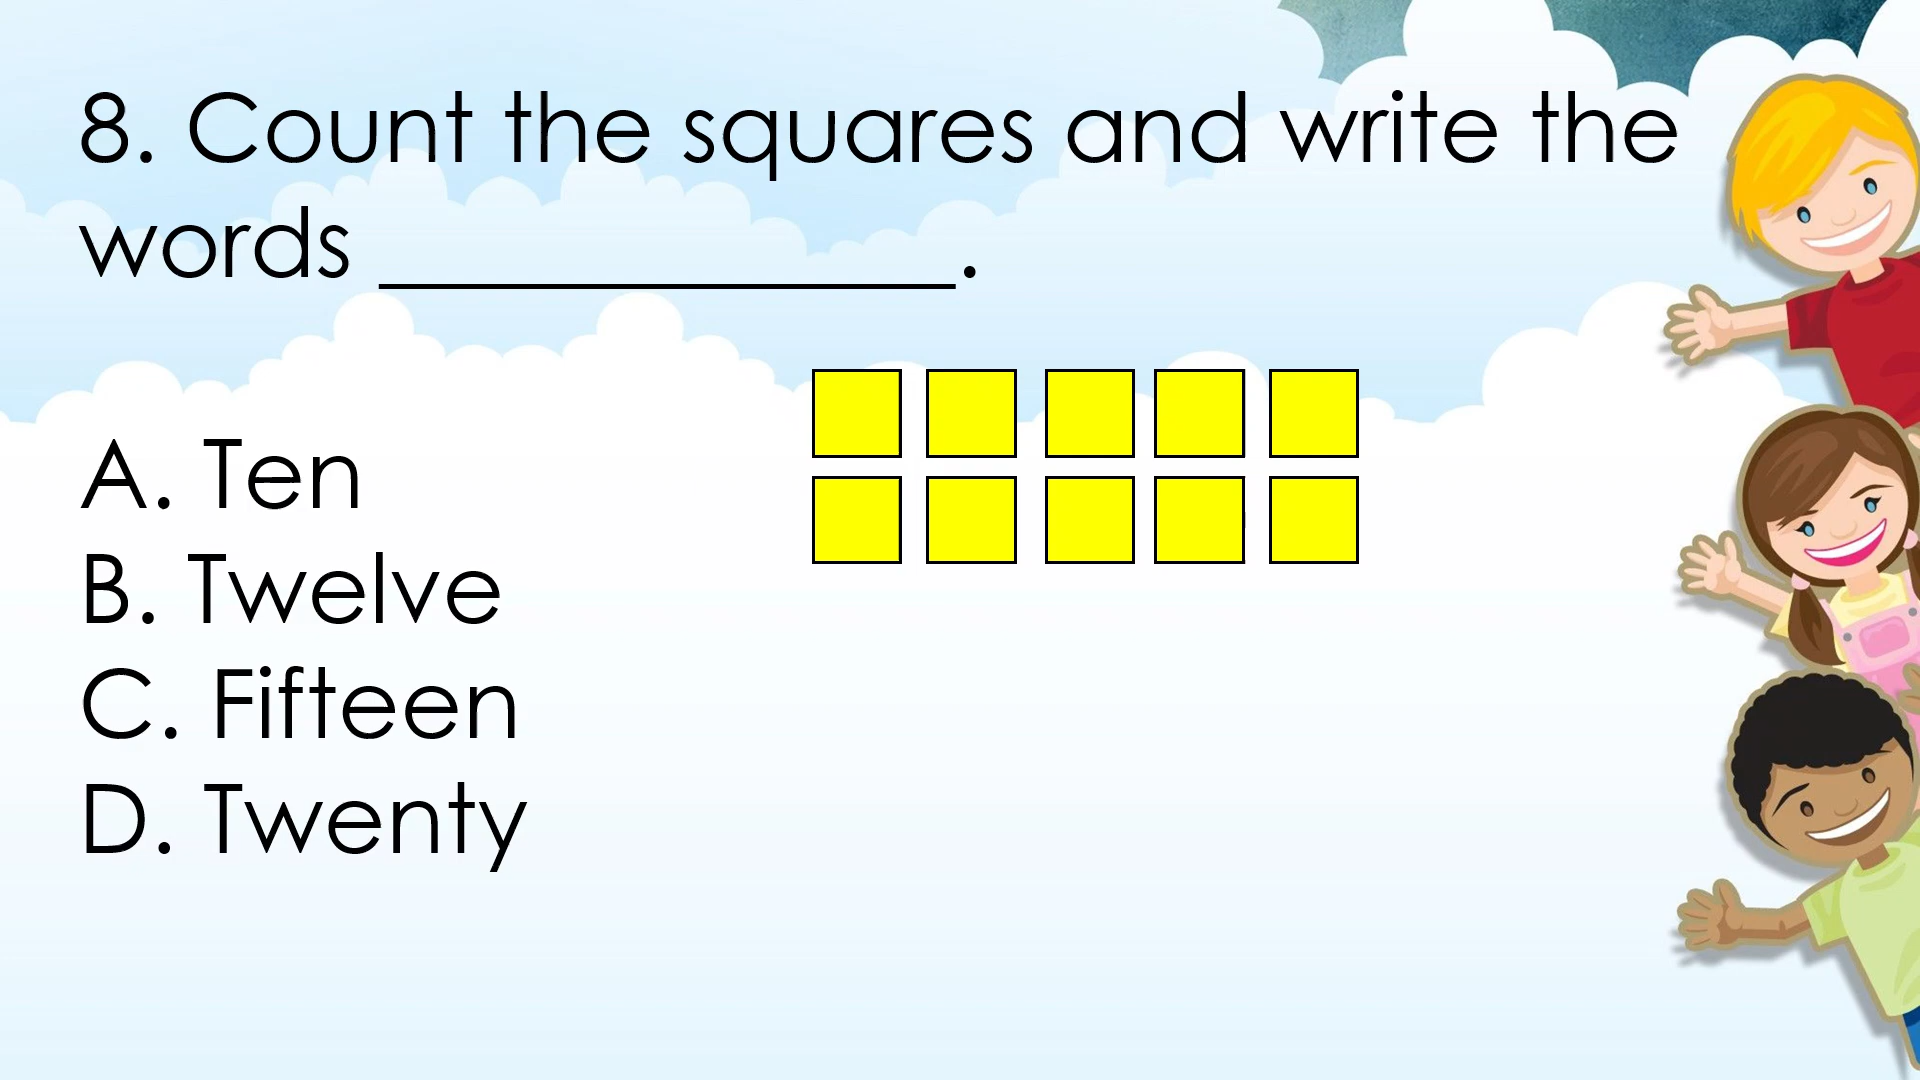 8. Count the squares and write the
words _______________.
A. Ten
B. Twelve
C. Fifteen
D. Twenty